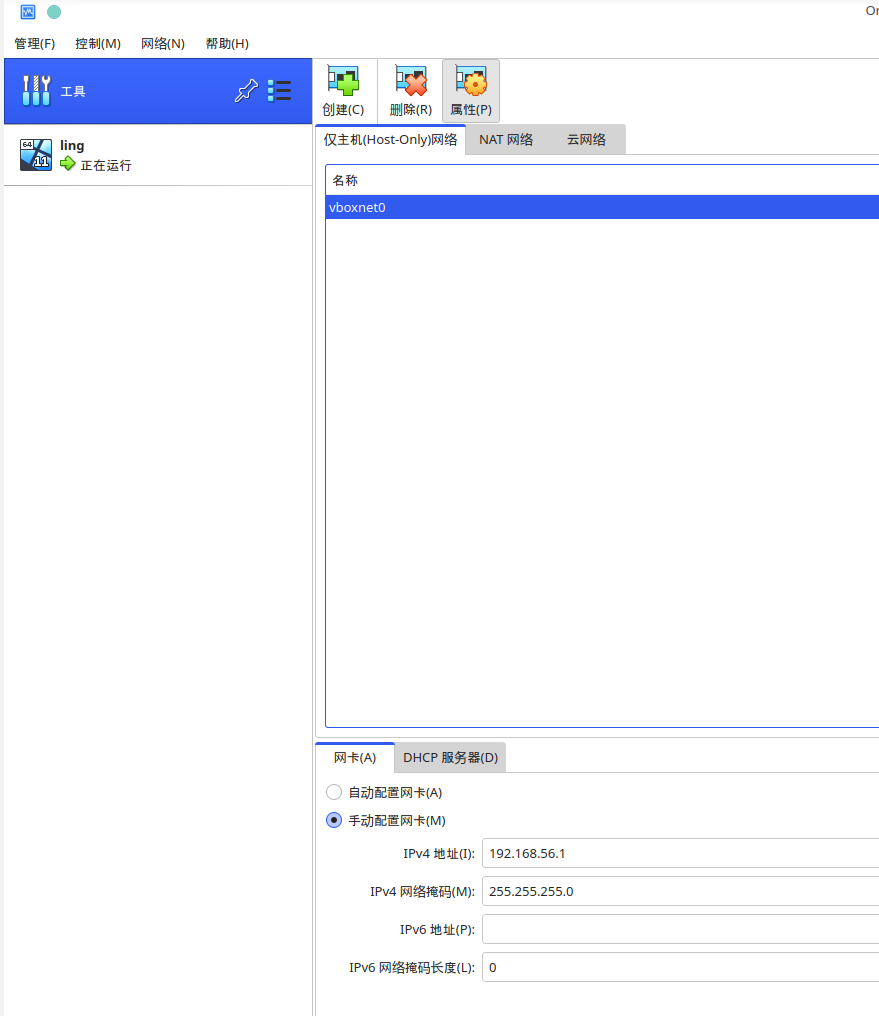 Or
管理(F) 控制(M) 网络(N) 帮助(H)
工具
创建(C) 删除(R) 属性(P)
仅主机(Host-Only)网络 NAT 网络 云网络
64
11
ling
正在运行
名称
vboxnet0
网卡(A) DHCP 服务器(D)
自动配置网卡(A)
手动配置网卡(M)
IPv4 地址(I): 192.168.56.1
IPv4 网络掩码(M): 255.255.255.0
IPv6 地址(P):
IPv6 网络掩码长度(L): 0